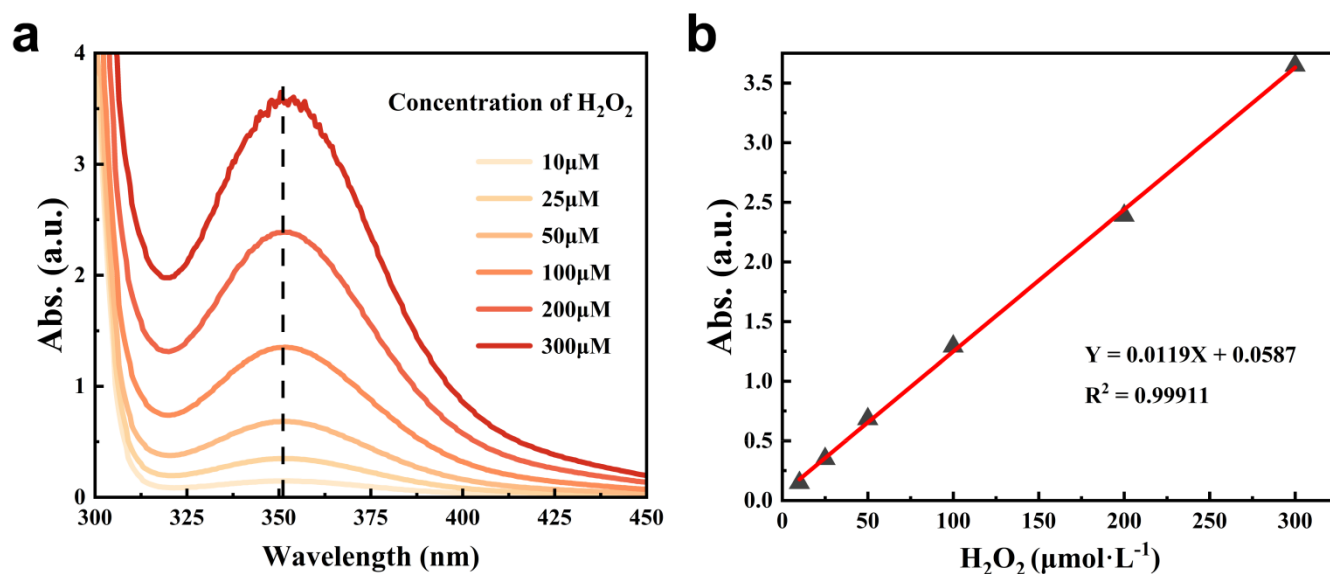 a
Abs. (a.u.)
4
3
2
1
0
300
325
350
375
400
425
450
Wavelength (nm)
Concentration of H₂O₂
10μM
25μM
50μM
100μM
200μM
300μM
b
Abs. (a.u.)
3.5
3.0
2.5
2.0
1.5
1.0
0.5
0.0
0
50
100
150
200
250
300
H₂O₂ (μmol·L⁻¹)
Y = 0.0119X + 0.0587
R² = 0.99911